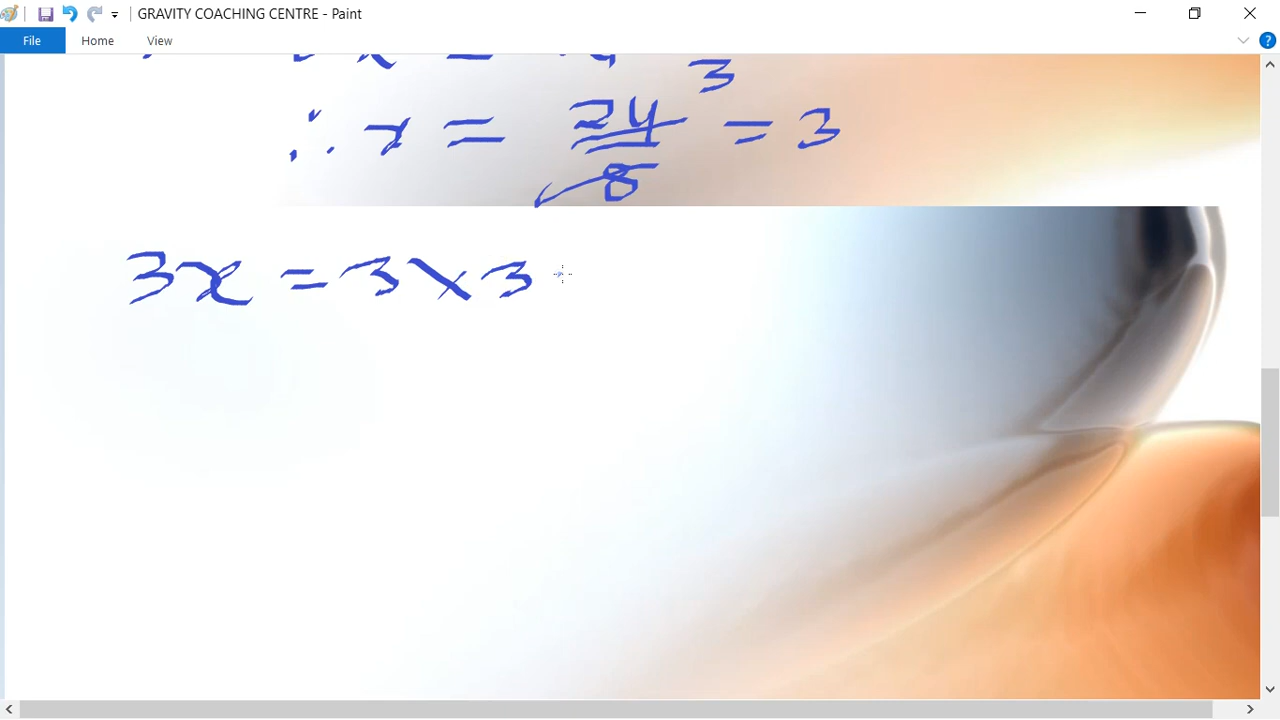 GRAVITY COACHING CENTRE - Paint
File Home View
3
∴ x = 24/8 = 3
3x = 3 × 3